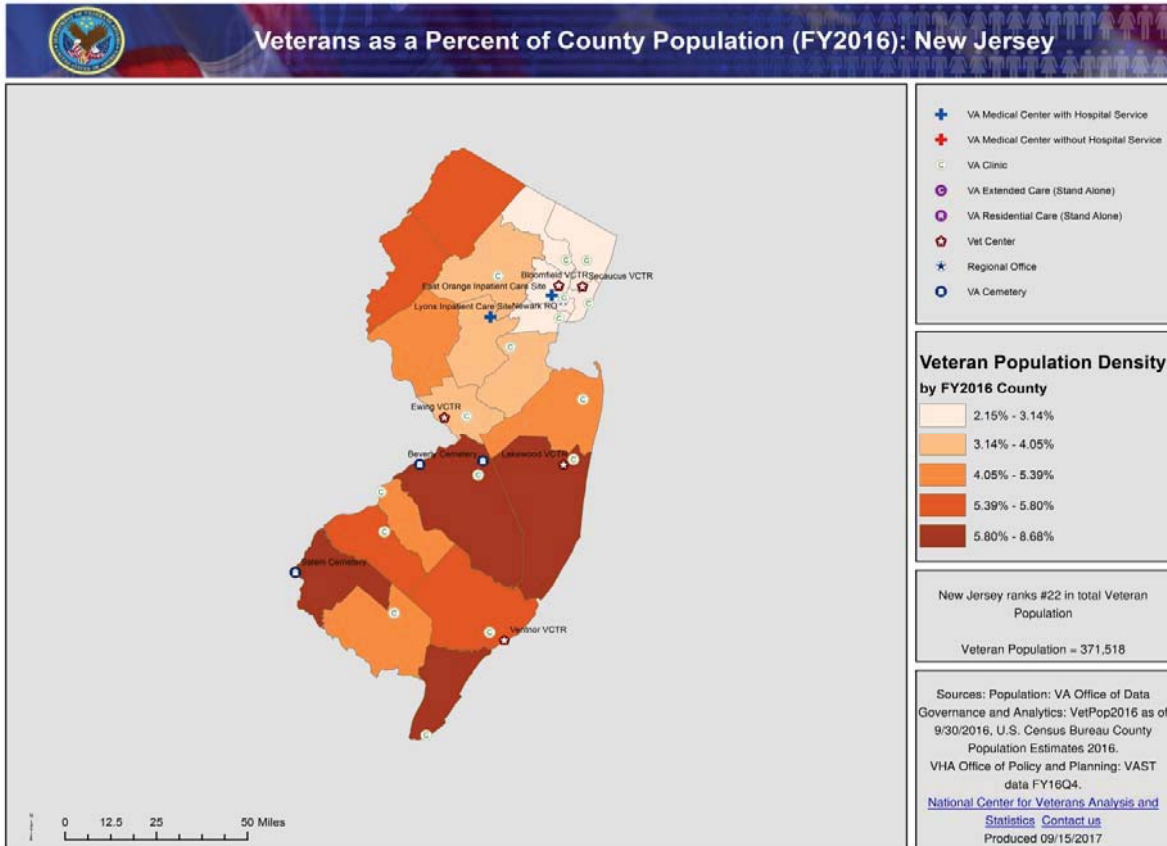 Veterans as a Percent of County Population (FY2016): New Jersey
Bloomfield VCTR
Secaucus VCTR
East Orange Inpatient Care Site
Lyons Inpatient Care Site
Newark RO
Ewing VCTR
Beverly Cemetery
Lakewood VCTR
Salem Cemetery
Ventnor VCTR
0 12.5 25 50 Miles
VA Medical Center with Hospital Service
VA Medical Center without Hospital Service
C VA Clinic
C VA Extended Care (Stand Alone)
R VA Residential Care (Stand Alone)
Vet Center
Regional Office
VA Cemetery
Veteran Population Density
by FY2016 County
2.15% - 3.14%
3.14% - 4.05%
4.05% - 5.39%
5.39% - 5.80%
5.80% - 8.68%
New Jersey ranks #22 in total Veteran
Population
Veteran Population = 371,518
Sources: Population: VA Office of Data
Governance and Analytics: VetPop2016 as of
9/30/2016, U.S. Census Bureau County
Population Estimates 2016.
VHA Office of Policy and Planning: VAST
data FY16Q4.
National Center for Veterans Analysis and
Statistics Contact us
Produced 09/15/2017